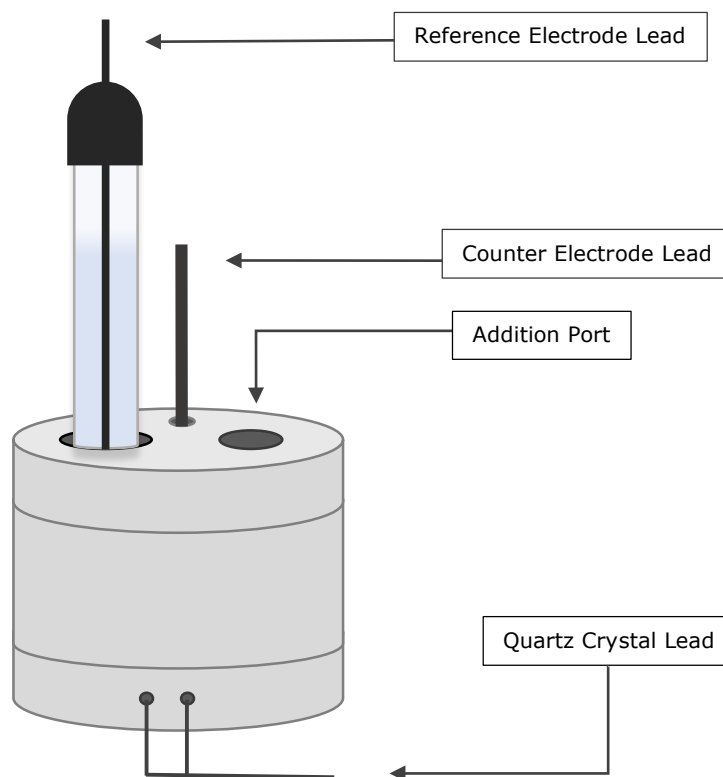 Reference Electrode Lead
Counter Electrode Lead
Addition Port
Quartz Crystal Lead